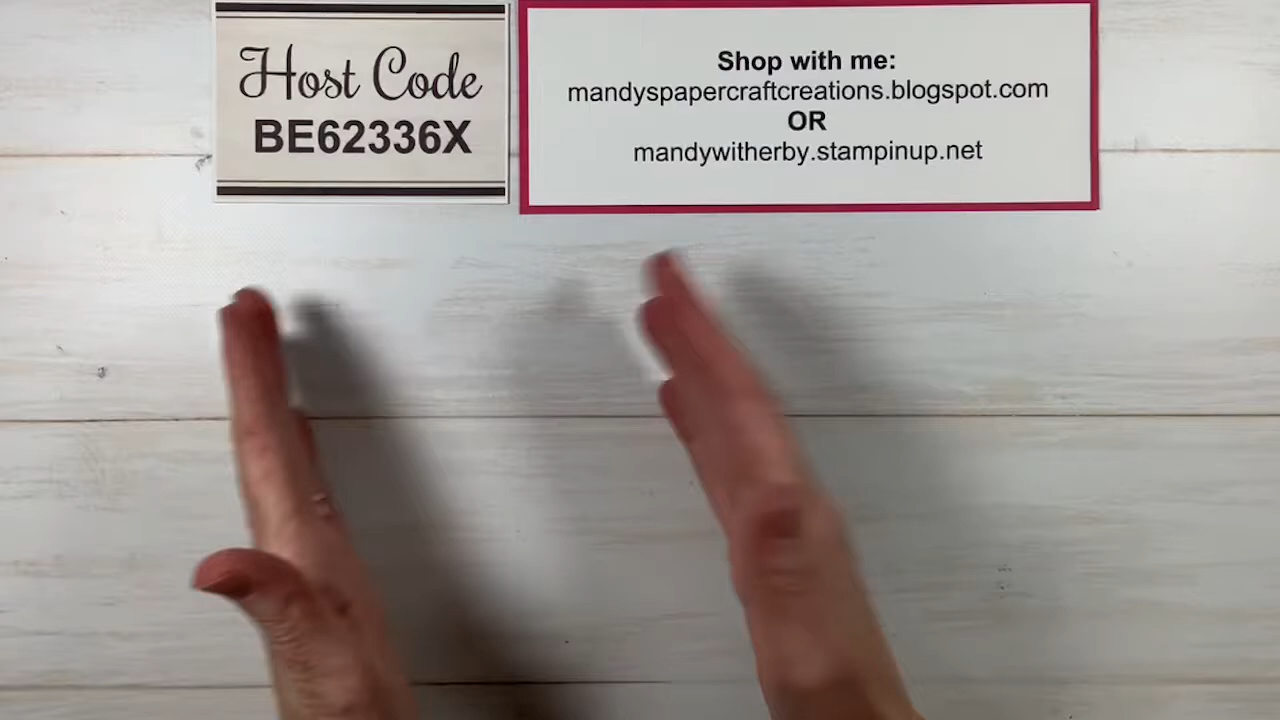 Host Code
BE62336X
Shop with me:
mandyspapercraftcreations.blogspot.com
OR
mandywitherby.stampinup.net